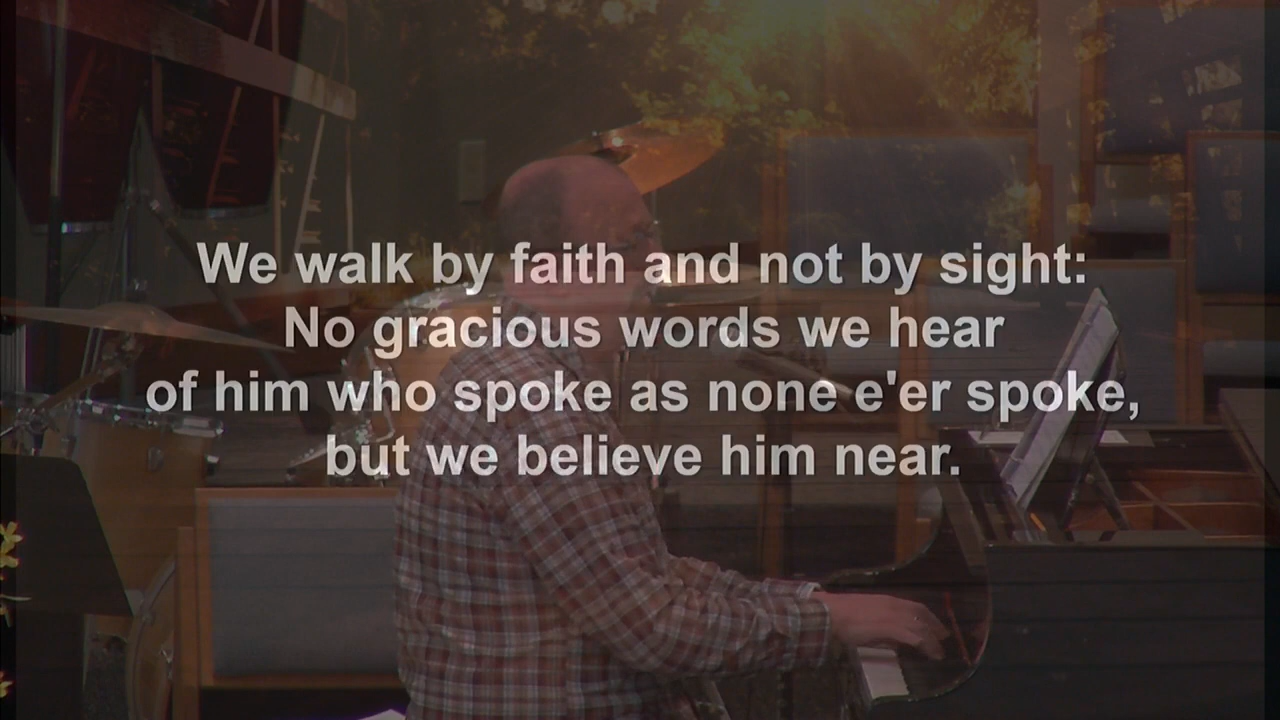 We walk by faith and not by sight:
No gracious words we hear
of him who spoke as none e'er spoke,
but we believe him near.